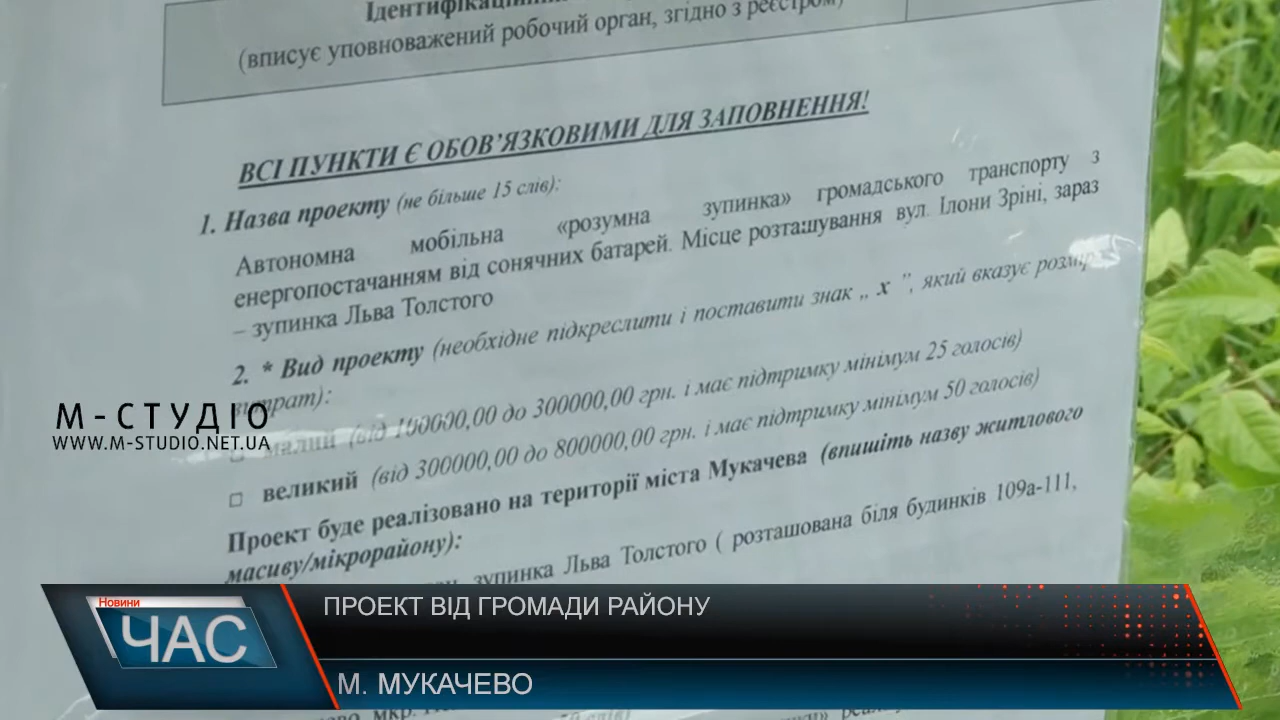 Ідентифікаційний
(вписує уповноважений робочий орган, згідно з реєстром)
ВСІ ПУНКТИ Є ОБОВ’ЯЗКОВИМИ ДЛЯ ЗАПОВНЕННЯ!
1. Назва проекту (не більше 15 слів):
Автономна мобільна «розумна зупинка» громадського транспорту з
енергопостачанням від сонячних батарей. Місце розташування вул. Ілони Зріні, зараз
– зупинка Льва Толстого
2. * Вид проекту (необхідне підкреслити і поставити знак „ х ”, який вказує розмір
витрат):
□ малий (від 100000,00 до 300000,00 грн. і має підтримку мінімум 25 голосів)
□ великий (від 300000,00 до 800000,00 грн. і має підтримку мінімум 50 голосів)
Проект буде реалізовано на території міста Мукачева (впишіть назву житлового
масиву/мікрорайону):
зупинка Льва Толстого ( розташована біля будинків 109а-111,
М-СТУДІО
WWW.M-STUDIO.NET.UA
Новини
ЧАС
ПРОЕКТ ВІД ГРОМАДИ РАЙОНУ
М. МУКАЧЕВО